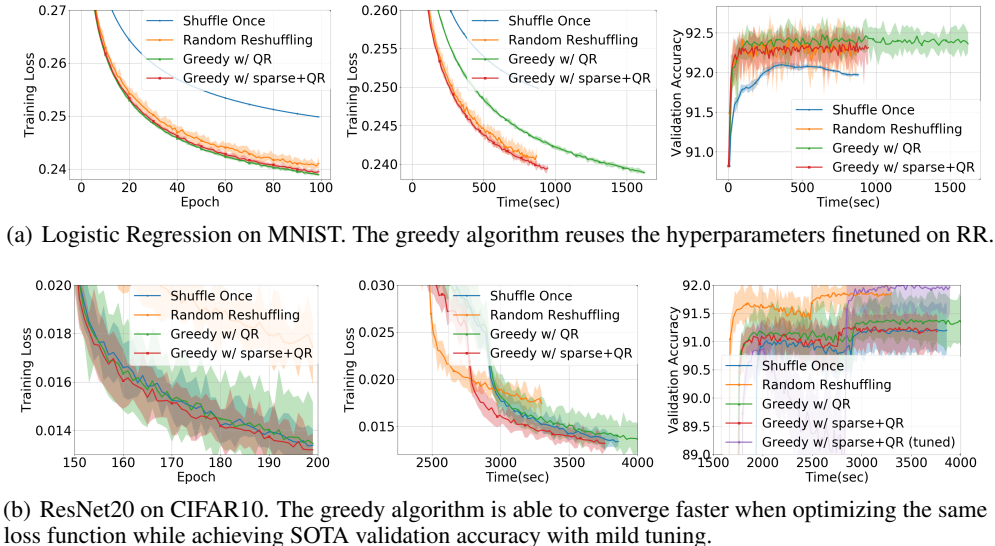 0.27
0.26
0.25
0.24
Training Loss
Shuffle Once
Random Reshuffling
Greedy w/ QR
Greedy w/ sparse+QR
0 20 40 60 80 100
Epoch
0.260
0.255
0.250
0.245
0.240
Training Loss
Shuffle Once
Random Reshuffling
Greedy w/ QR
Greedy w/ sparse+QR
0 500 1000 1500
Time(sec)
92.5
92.0
91.5
91.0
Validation Accuracy
Shuffle Once
Random Reshuffling
Greedy w/ QR
Greedy w/ sparse+QR
0 500 1000 1500
Time(sec)
(a) Logistic Regression on MNIST. The greedy algorithm reuses the hyperparameters finetuned on RR.
0.020
0.018
0.016
0.014
Training Loss
Shuffle Once
Random Reshuffling
Greedy w/ QR
Greedy w/ sparse+QR
150 160 170 180 190 200
Epoch
0.030
0.025
0.020
0.015
Training Loss
Shuffle Once
Random Reshuffling
Greedy w/ QR
Greedy w/ sparse+QR
2500 3000 3500 4000
Time(sec)
92.0
91.5
91.0
90.5
90.0
89.5
89.0
Validation Accuracy
Shuffle Once
Random Reshuffling
Greedy w/ QR
Greedy w/ sparse+QR
Greedy w/ sparse+QR (tuned)
1500 2000 2500 3000 3500 4000
Time(sec)
(b) ResNet20 on CIFAR10. The greedy algorithm is able to converge faster when optimizing the same
loss function while achieving SOTA validation accuracy with mild tuning.